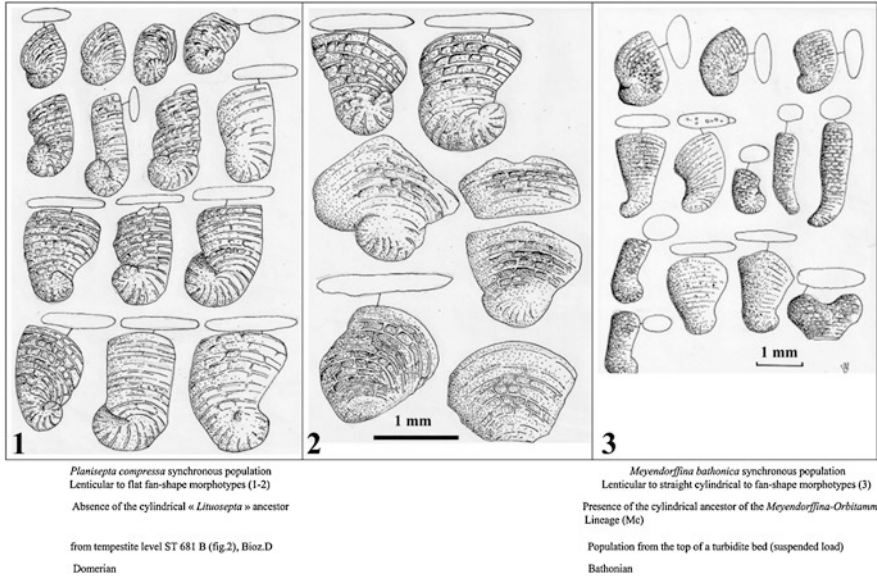 1
2
1 mm
3
1 mm
Planisepta compressa synchronous population
Lenticular to flat fan-shape morphotypes (1-2)
Absence of the cylindrical « Lituosepta » ancestor
from tempestite level ST 681 B (fig.2), Bioz.D
Domerian
Meyendorffina bathonica synchronous population
Lenticular to straight cylindrical to fan-shape morphotypes (3)
Presence of the cylindrical ancestor of the Meyendorffina-Orbitamm
Lineage (Mc)
Population from the top of a turbidite bed (suspended load)
Bathonian